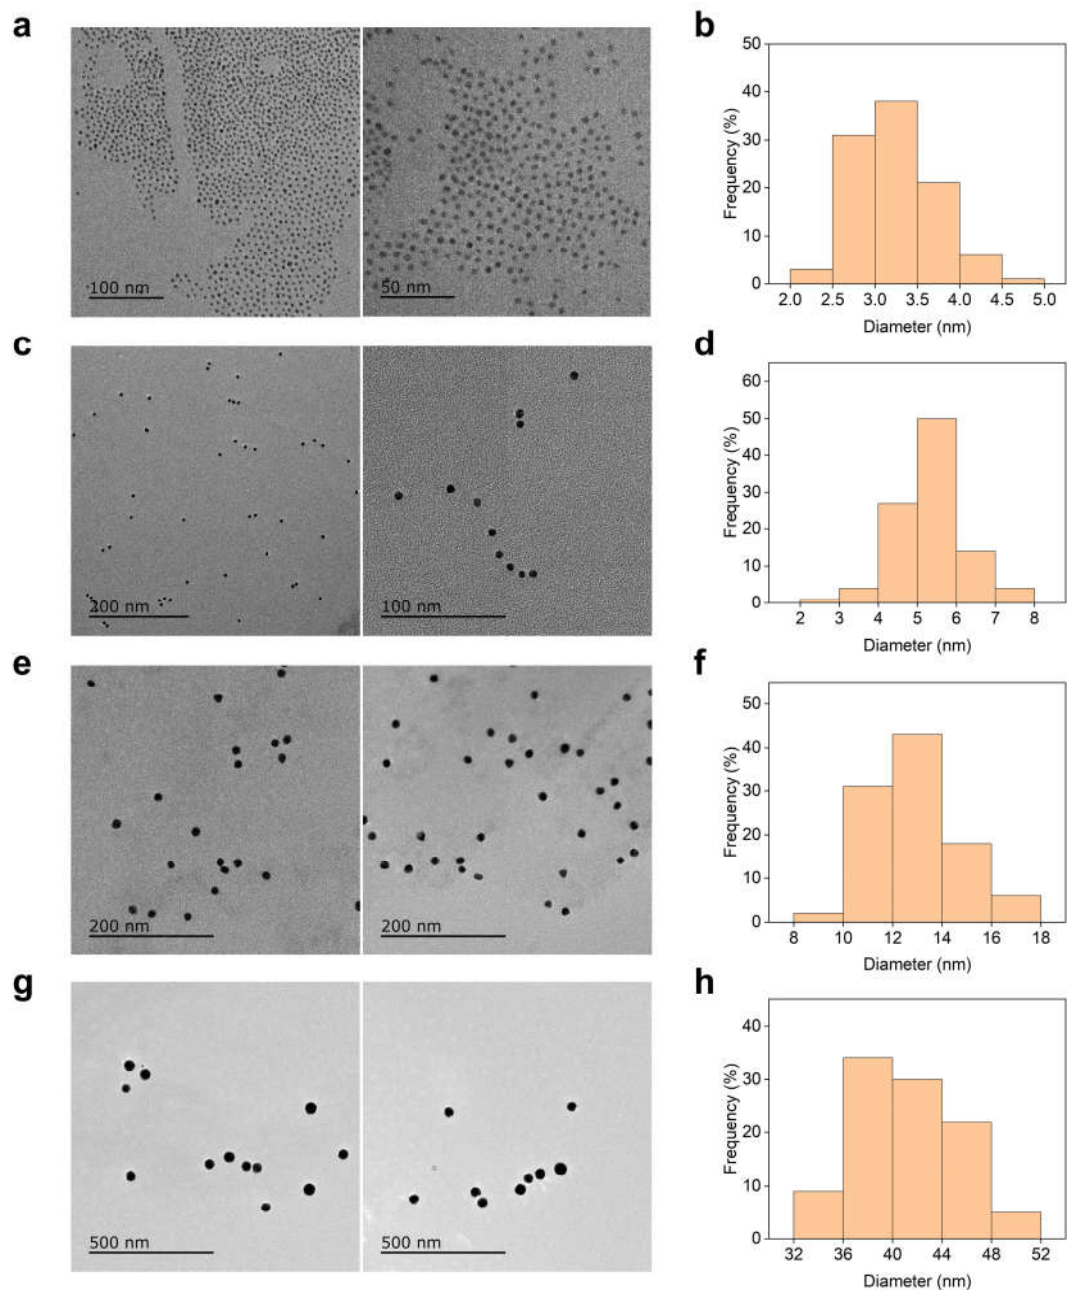 a
100 nm
50 nm
b
50
40
30
20
10
0
Frequency (%)
2.0 2.5 3.0 3.5 4.0 4.5 5.0
Diameter (nm)
c
200 nm
100 nm
d
60
50
40
30
20
10
0
Frequency (%)
2 3 4 5 6 7 8
Diameter (nm)
e
200 nm
200 nm
f
50
40
30
20
10
0
Frequency (%)
8 10 12 14 16 18
Diameter (nm)
g
500 nm
500 nm
h
40
30
20
10
0
Frequency (%)
32 36 40 44 48 52
Diameter (nm)